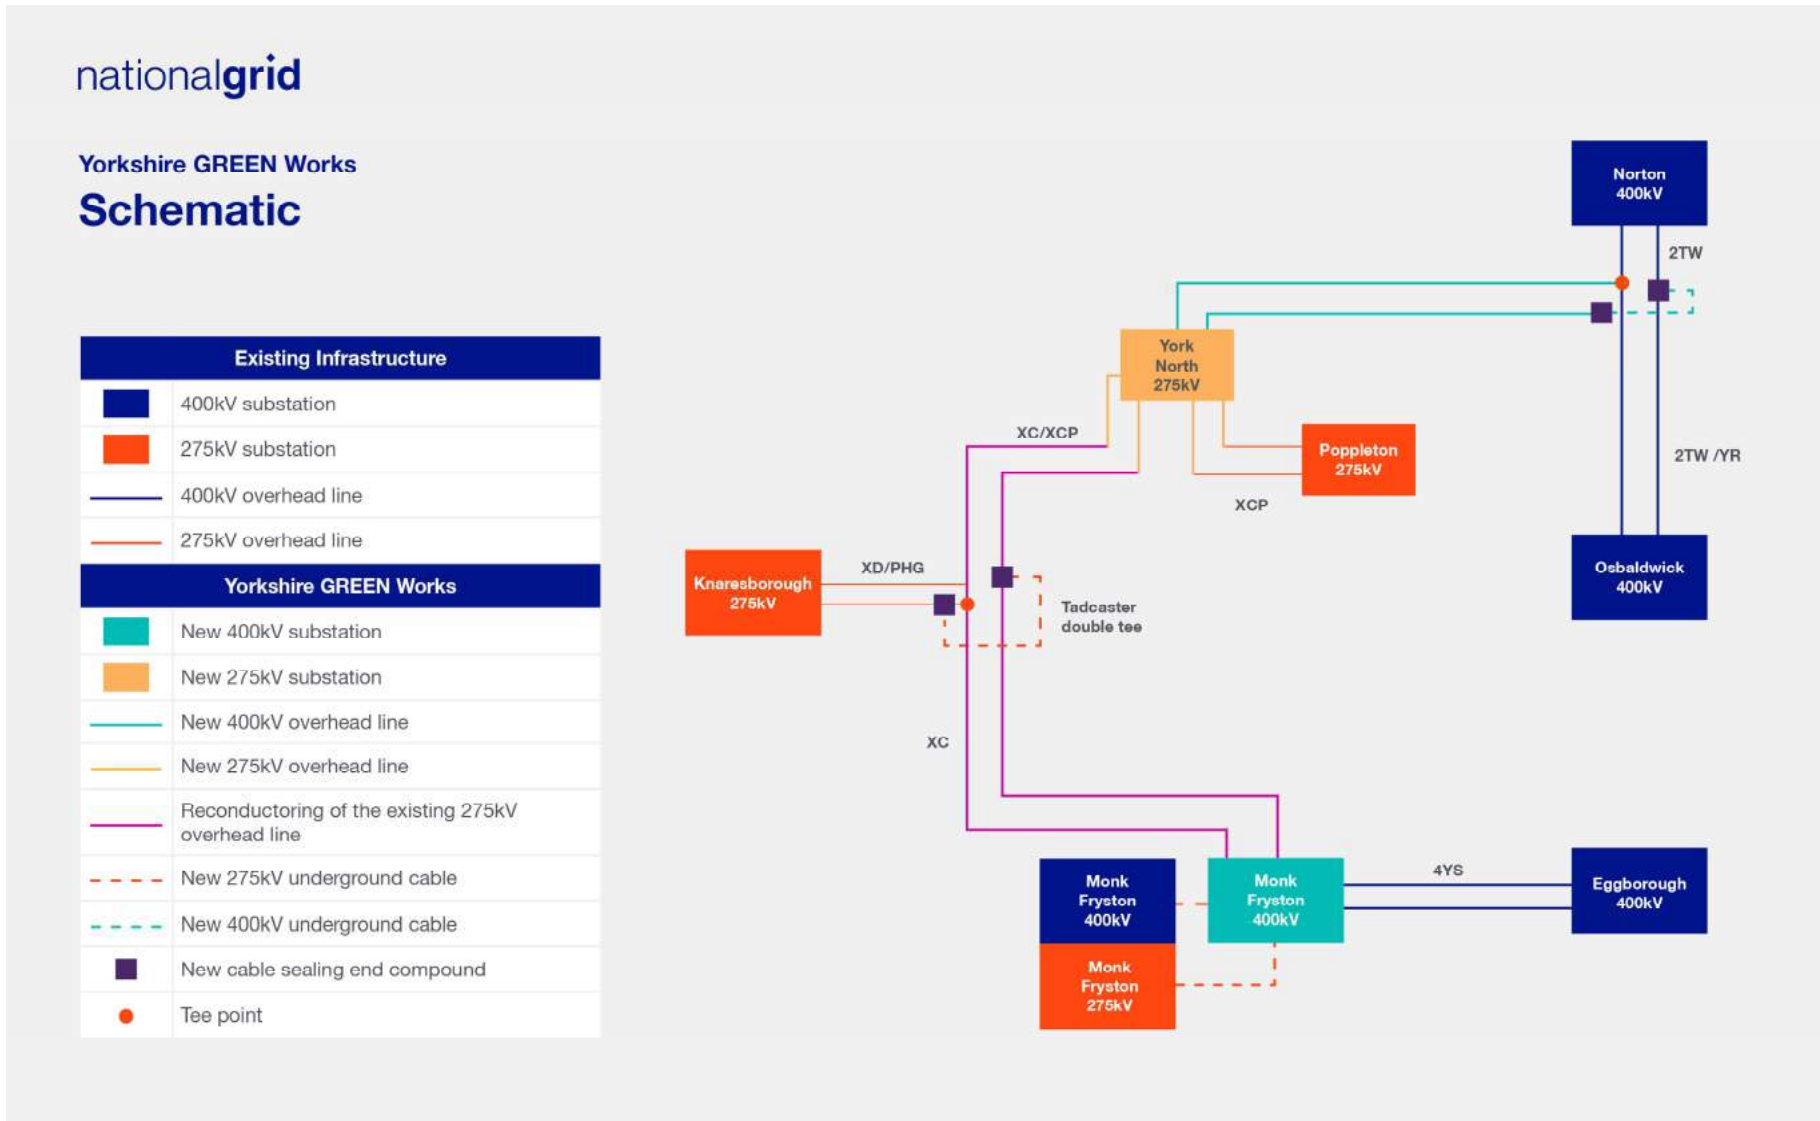 nationalgrid
Yorkshire GREEN Works
Schematic
Existing Infrastructure
400kV substation
275kV substation
400kV overhead line
275kV overhead line
Yorkshire GREEN Works
New 400kV substation
New 275kV substation
New 400kV overhead line
New 275kV overhead line
Reconductoring of the existing 275kV
overhead line
New 275kV underground cable
New 400kV underground cable
New cable sealing end compound
Tee point
Norton
400kV
2TW
York
North
275kV
XC/XCP
Poppleton
275kV
2TW /YR
XCP
Knaresborough
275kV
XD/PHG
Tadcaster
double tee
Osbaldwick
400kV
XC
Monk
Fryston
400kV
Monk
Fryston
400kV
4YS
Eggborough
400kV
Monk
Fryston
275kV